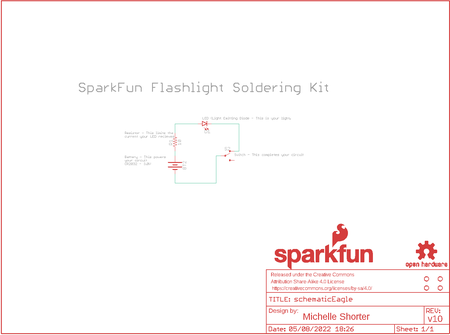 SparkFun Flashlight Soldering Kit
LED (Light Emitting Diode) - This is your light.
Resistor - This limits the
current your LED receives
Switch - This completes your circuit
Battery - This powers
your circuit
sparkfun
open hardware
Released under the Creative Commons
Attribution Share-Alike 4.0 License
https://creativecommons.org/licenses/by-sa/4.0/
TITLE: schematicEagle
Design by: Michelle Shorter
REV:
v10
Date: 05/08/2022 18:26
Sheet: 1/1